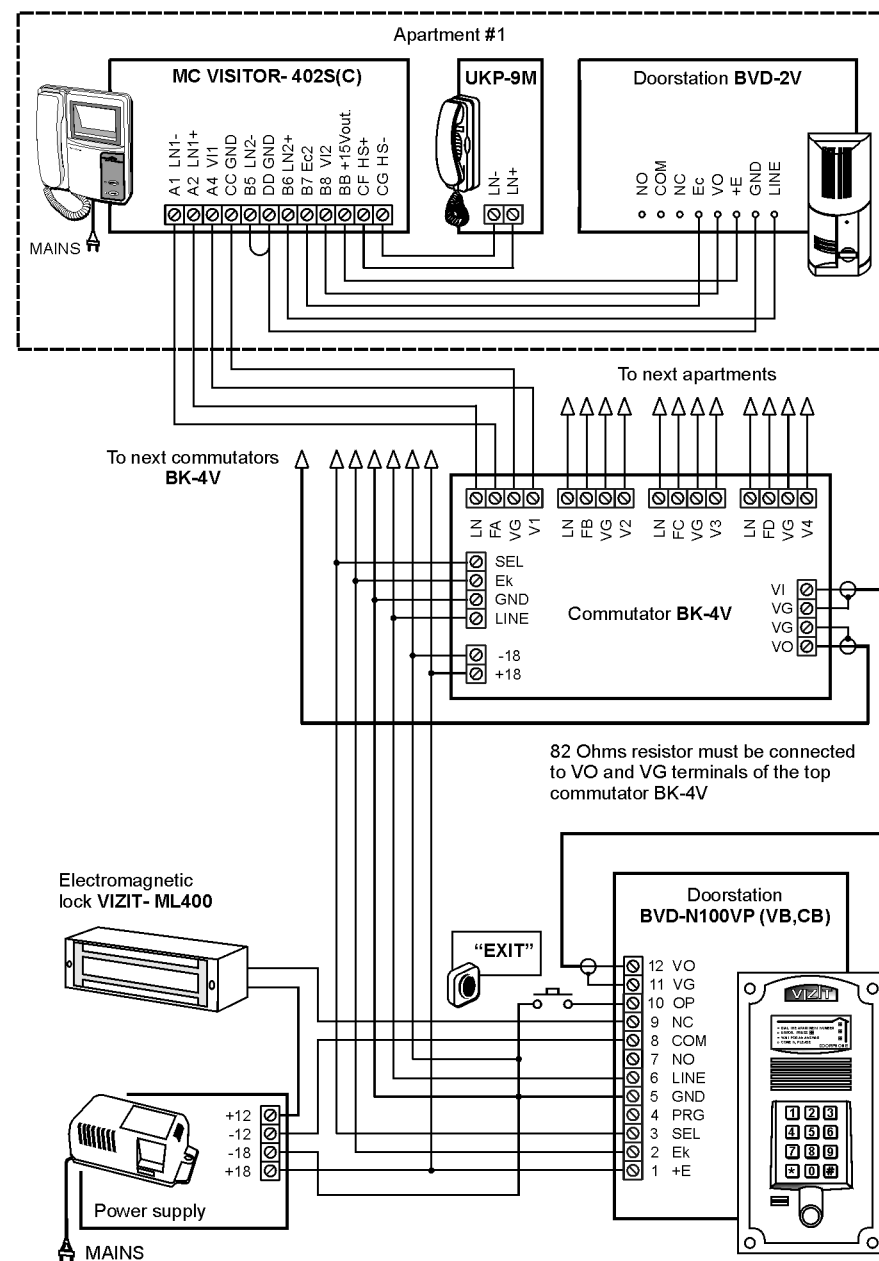 Apartment #1
MC VISITOR- 402S(C)
UKP-9M
Doorstation BVD-2V
A1 LN1-
A2 LN1+
A4 VI1
CC GND
B5 LN2-
DD GND
B6 LN2+
B7 Ec2
B8 VI2
BB +15Vout.
CF HS+
CG HS-
LN-
LN+
NO
COM
NC
Ec
VO
+E
GND
LINE
MAINS
To next apartments
To next commutators
BK-4V
LN
FA
VG
V1
LN
FB
VG
V2
LN
FC
VG
V3
LN
FD
VG
V4
SEL
Ek
GND
LINE
-18
+18
Commutator BK-4V
VI
VG
VG
VO
82 Ohms resistor must be connected
to VO and VG terminals of the top
commutator BK-4V
Electromagnetic
lock VIZIT- ML400
"EXIT"
Doorstation
BVD-N100VP (VB,CB)
12 VO
11 VG
10 OP
9 NC
8 COM
7 NO
6 LINE
5 GND
4 PRG
3 SEL
2 Ek
1 +E
VIZIT
1 2 3
4 5 6
7 8 9
* 0 #
+12
-12
-18
+18
Power supply
MAINS